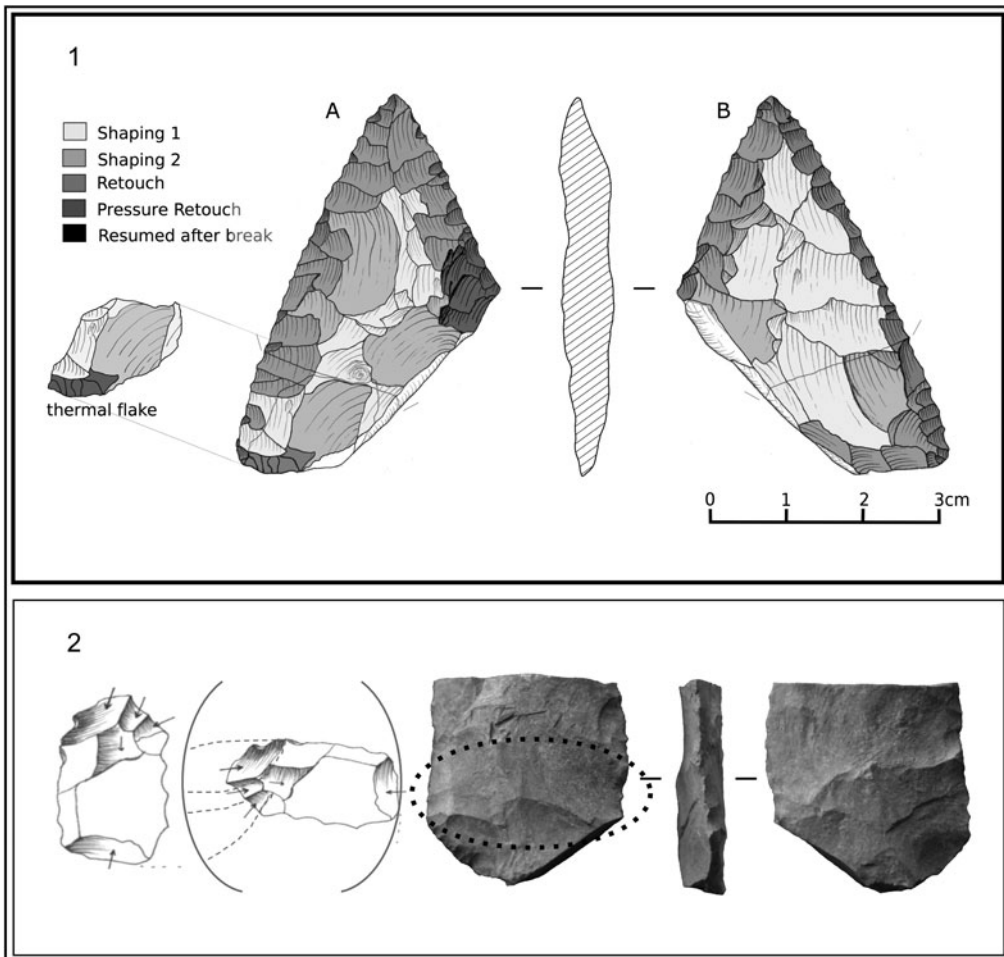 1
A
B
Shaping 1
Shaping 2
Retouch
Pressure Retouch
Resumed after break
thermal flake
0 1 2 3cm
2